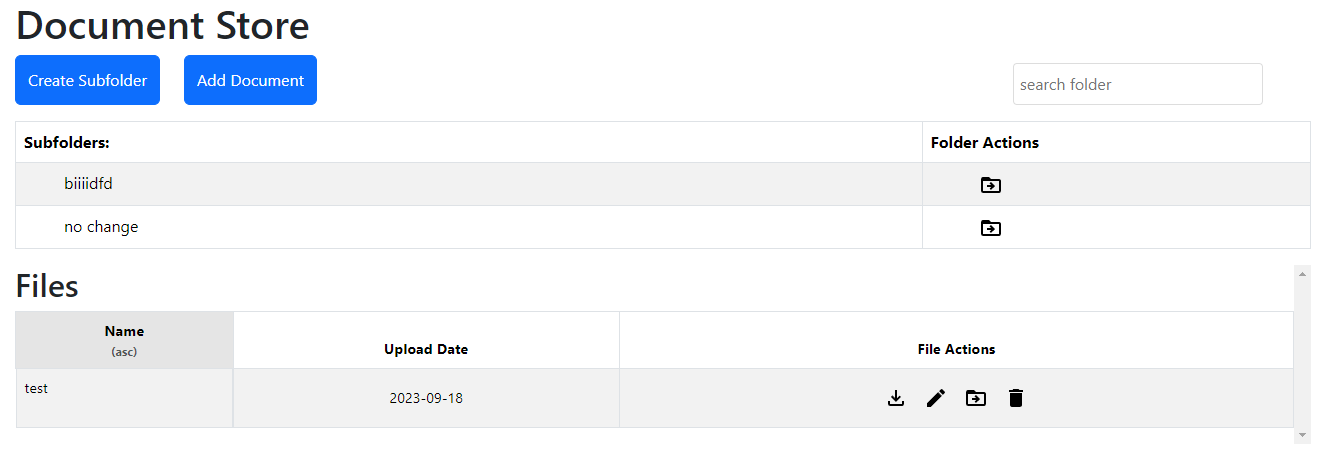 Document Store
Create Subfolder Add Document search folder
Subfolders: Folder Actions
biiiidfd
no change
Files
Name
(asc) Upload Date File Actions
test 2023-09-18